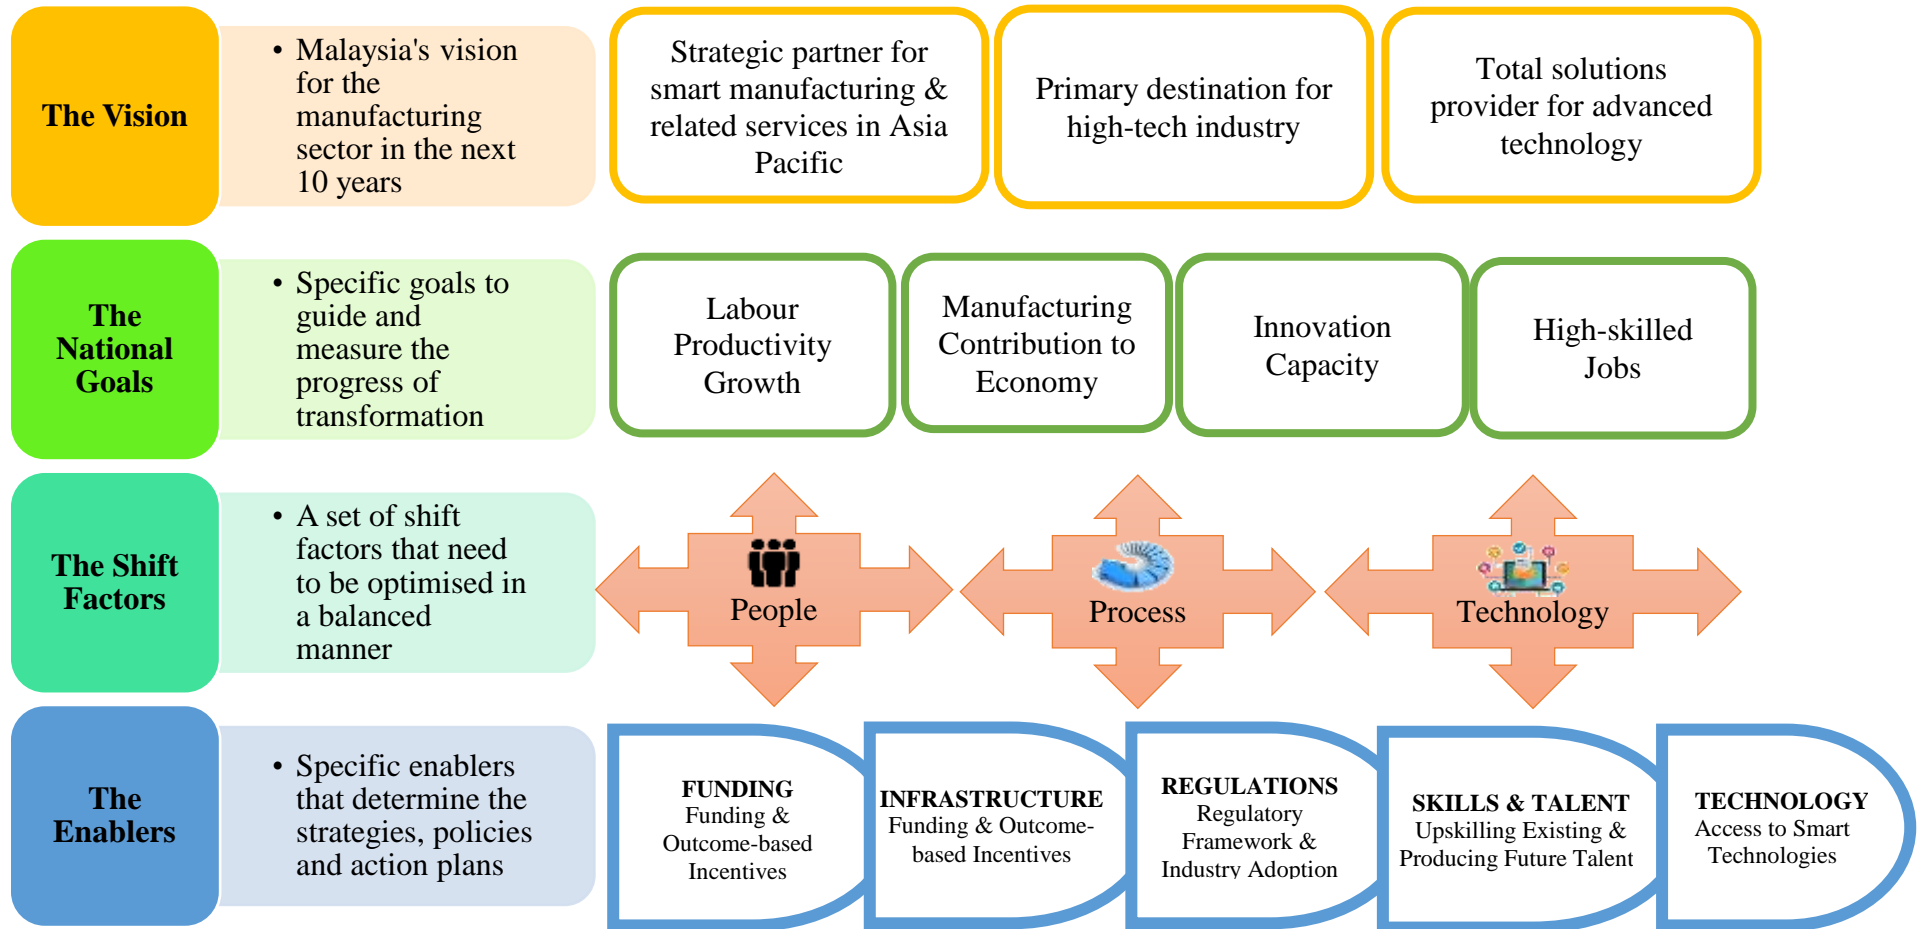 The Vision
• Malaysia's vision
for the
manufacturing
sector in the next
10 years
Strategic partner for
smart manufacturing &
related services in Asia
Pacific
Primary destination for
high-tech industry
Total solutions
provider for advanced
technology
The
National
Goals
• Specific goals to
guide and
measure the
progress of
transformation
Labour
Productivity
Growth
Manufacturing
Contribution to
Economy
Innovation
Capacity
High-skilled
Jobs
The Shift
Factors
• A set of shift
factors that need
to be optimised in
a balanced
manner
People
Process
Technology
The
Enablers
• Specific enablers
that determine the
strategies, policies
and action plans
FUNDING
Funding &
Outcome-based
Incentives
INFRASTRUCTURE
Funding & Outcome-
based Incentives
REGULATIONS
Regulatory
Framework &
Industry Adoption
SKILLS & TALENT
Upskilling Existing &
Producing Future Talent
TECHNOLOGY
Access to Smart
Technologies